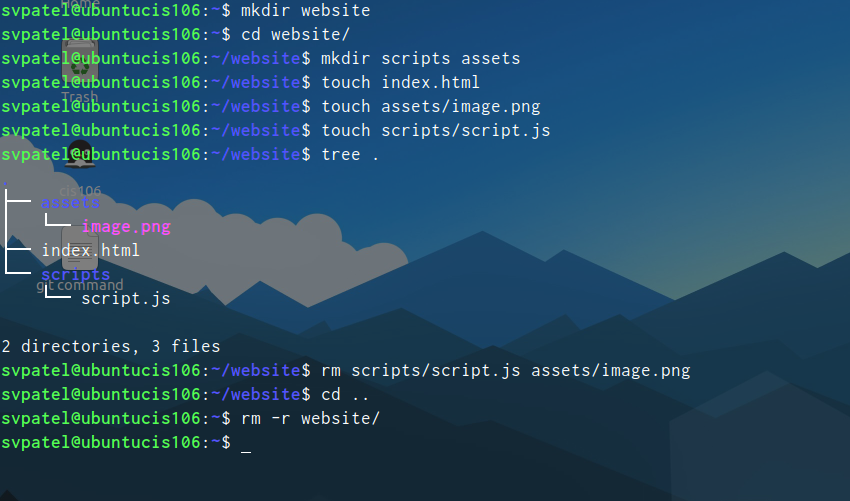 svpatel@ubuntucis106:~$ mkdir website
svpatel@ubuntucis106:~$ cd website/
svpatel@ubuntucis106:~/website$ mkdir scripts assets
svpatel@ubuntucis106:~/website$ touch index.html
svpatel@ubuntucis106:~/website$ touch assets/image.png
svpatel@ubuntucis106:~/website$ touch scripts/script.js
svpatel@ubuntucis106:~/website$ tree .
.
├── assets
│   └── image.png
├── index.html
└── scripts
    └── script.js
2 directories, 3 files
svpatel@ubuntucis106:~/website$ rm scripts/script.js assets/image.png
svpatel@ubuntucis106:~/website$ cd ..
svpatel@ubuntucis106:~$ rm -r website/
svpatel@ubuntucis106:~$ _
Home
Trash
cis106
git command